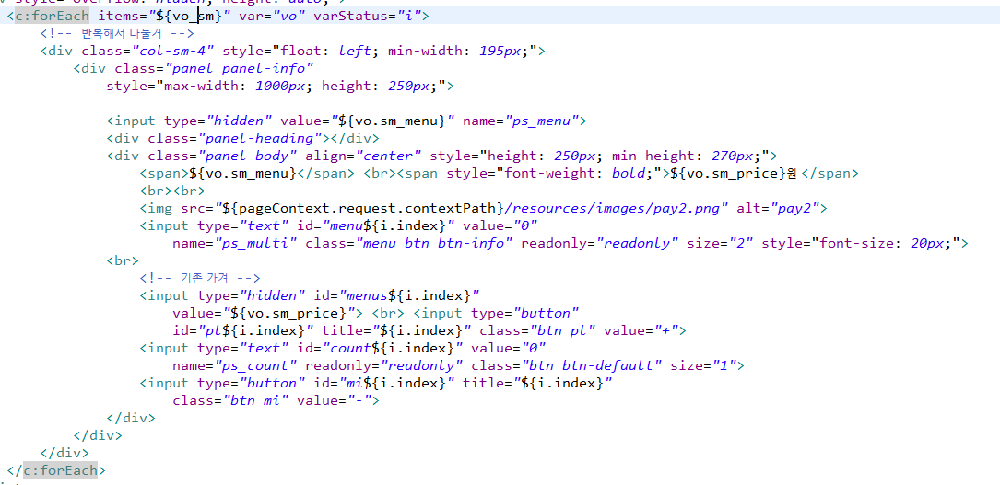 <c:forEach items="${vo_sm}" var="vo" varStatus="i">
<!-- 반복해서 나눌거 -->
<div class="col-sm-4" style="float: left; min-width: 195px;">
<div class="panel panel-info"
style="max-width: 1000px; height: 250px;">
<input type="hidden" value="${vo.sm_menu}" name="ps_menu">
<div class="panel-heading"></div>
<div class="panel-body" align="center" style="height: 250px; min-height: 270px;">
<span>${vo.sm_menu}</span> <br><span style="font-weight: bold;">${vo.sm_price}원</span>
<br><br>
<img src="${pageContext.request.contextPath}/resources/images/pay2.png" alt="pay2">
<input type="text" id="menu${i.index}" value="0"
name="ps_multi" class="menu btn btn-info" readonly="readonly" size="2" style="font-size: 20px;">
<br>
<!-- 기존 가겨 -->
<input type="hidden" id="menus${i.index}"
value="${vo.sm_price}"> <br> <input type="button"
id="pl${i.index}" title="${i.index}" class="btn pl" value="+">
<input type="text" id="count${i.index}" value="0"
name="ps_count" readonly="readonly" class="btn btn-default" size="1">
<input type="button" id="mi${i.index}" title="${i.index}"
class="btn mi" value="-">
</div>
</div>
</div>
</c:forEach>